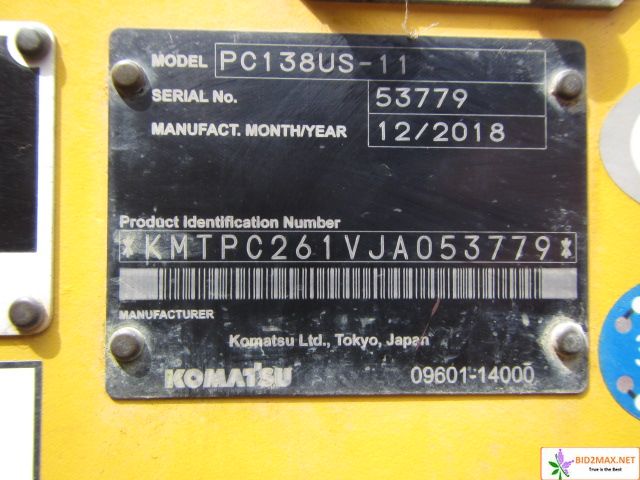 MODEL PC138US-11
SERIAL No. 53779
MANUFACT. MONTH/YEAR 12/2018
Product Identification Number
*KMTPC261VJA053779*
MANUFACTURER
Komatsu Ltd., Tokyo, Japan
KOMATSU 09601-14000
BID2MAX.NET
Time is the Best